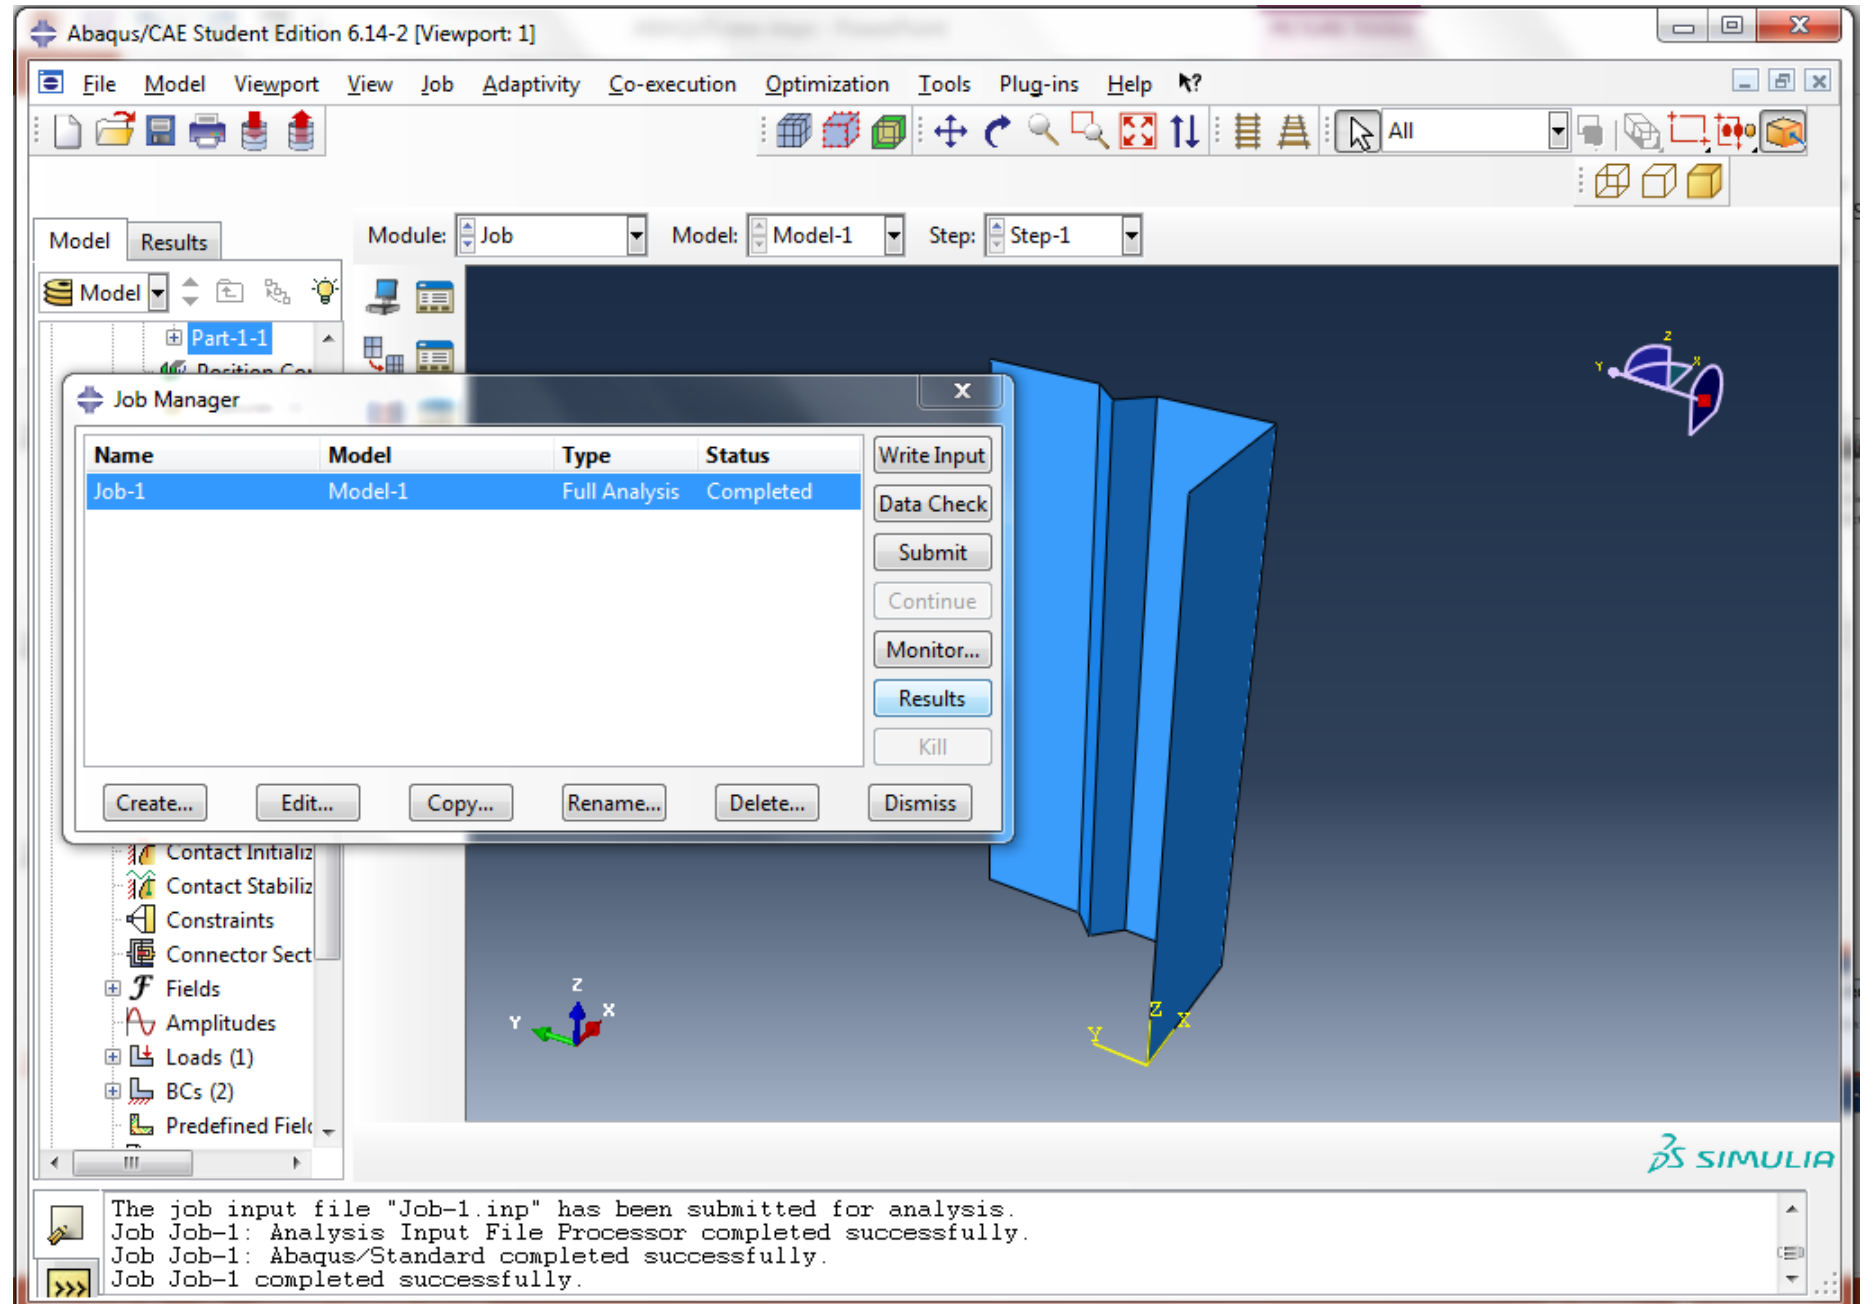 Abaqus/CAE Student Edition 6.14-2 [Viewport: 1]
File Model Viewport View Job Adaptivity Co-execution Optimization Tools Plug-ins Help ?
All
Model Results
Module: Job Model: Model-1 Step: Step-1
Model
Part-1-1
Job Manager
Name Model Type Status
Job-1 Model-1 Full Analysis Completed
Write Input
Data Check
Submit
Continue
Monitor...
Results
Kill
Create... Edit... Copy... Rename... Delete... Dismiss
Contact Initializ
Contact Stabiliz
Constraints
Connector Sect
Fields
Amplitudes
Loads (1)
BCs (2)
Predefined Field
Z
Y X
Z
Y X
Z
Y X
SIMULIA
The job input file "Job-1.inp" has been submitted for analysis.
Job Job-1: Analysis Input File Processor completed successfully.
Job Job-1: Abaqus/Standard completed successfully.
Job Job-1 completed successfully.
>>>